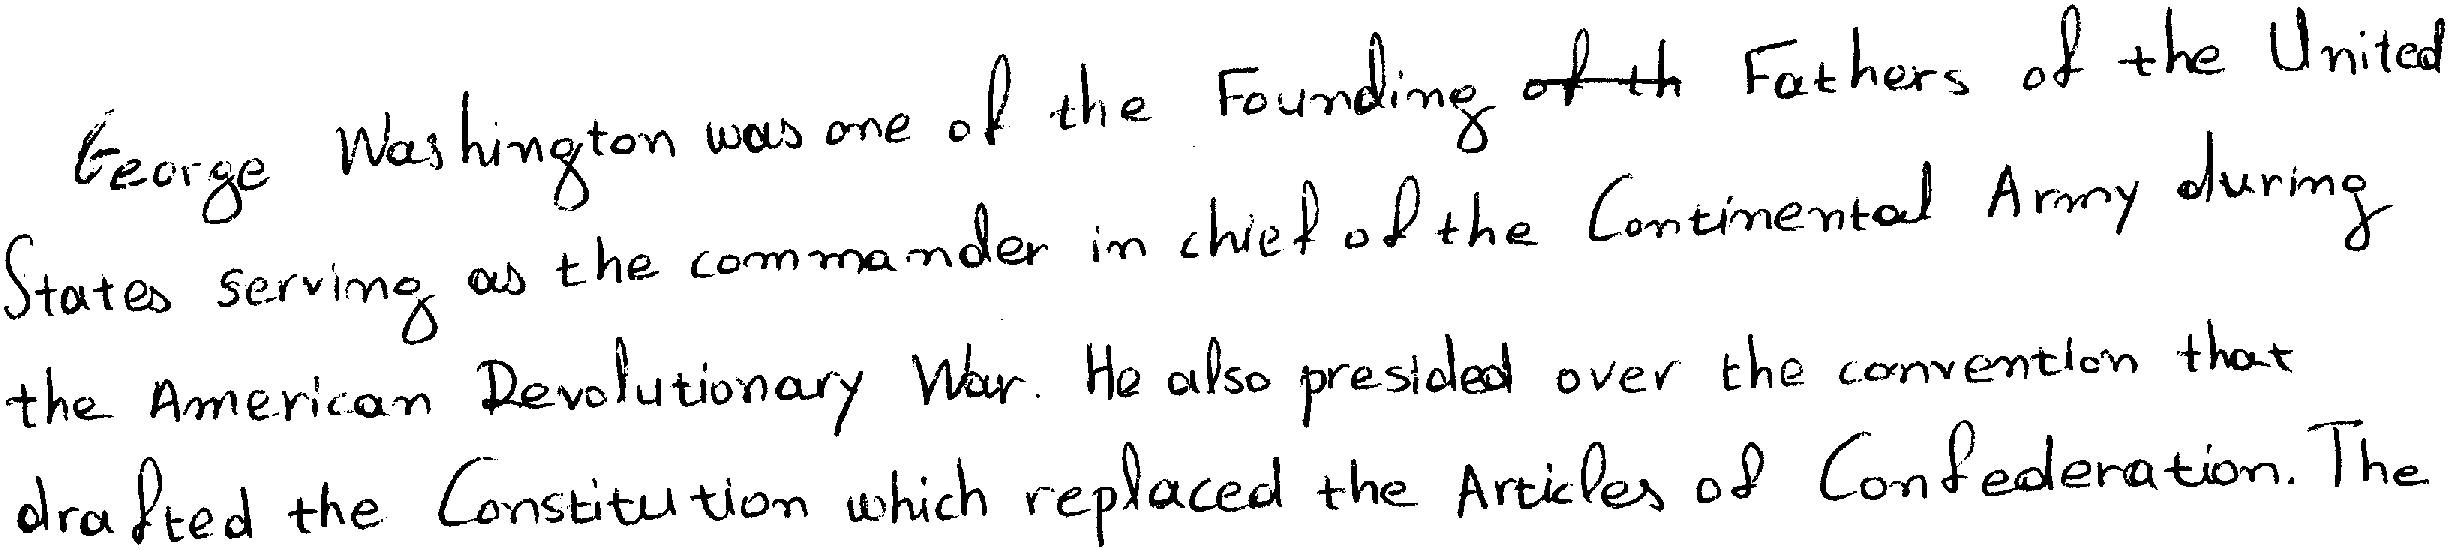 George Washington was one of the Founding of th Fathers of the United
States serving as the commander in chief of the Continental Army during
the American Revolutionary War. He also presided over the convention that
drafted the Constitution which replaced the Articles of Confederation. The